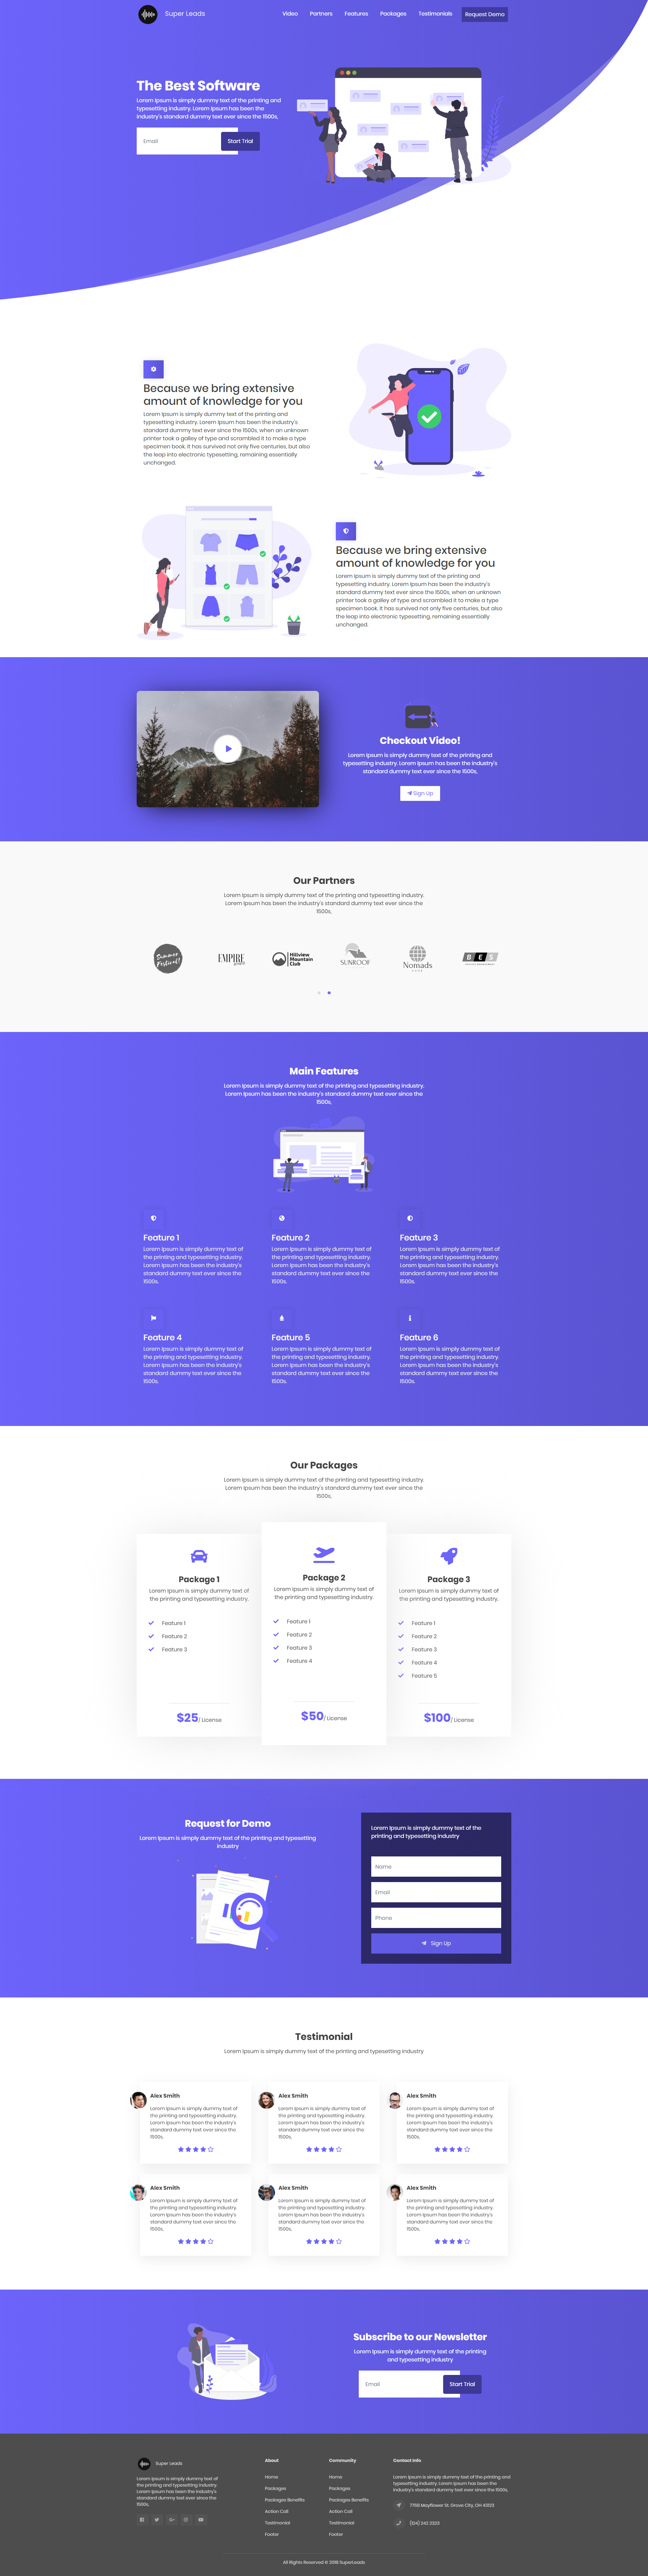 Super Leads
Video Partners Features Packages Testimonials Request Demo
The Best Software
Lorem Ipsum is simply dummy text of the printing and
typesetting industry. Lorem Ipsum has been the
industry's standard dummy text ever since the 1500s,
Email
Start Trial
Because we bring extensive
amount of knowledge for you
Lorem Ipsum is simply dummy text of the printing and
typesetting industry. Lorem Ipsum has been the industry's
standard dummy text ever since the 1500s, when an unknown
printer took a galley of type and scrambled it to make a type
specimen book. It has survived not only five centuries, but also
the leap into electronic typesetting, remaining essentially
unchanged.
Because we bring extensive
amount of knowledge for you
Lorem Ipsum is simply dummy text of the printing and
typesetting industry. Lorem Ipsum has been the industry's
standard dummy text ever since the 1500s, when an unknown
printer took a galley of type and scrambled it to make a type
specimen book. It has survived not only five centuries, but also
the leap into electronic typesetting, remaining essentially
unchanged.
Checkout Video!
Lorem Ipsum is simply dummy text of the printing and
typesetting industry. Lorem Ipsum has been the industry's
standard dummy text ever since the 1500s,
Sign Up
Our Partners
Lorem Ipsum is simply dummy text of the printing and typesetting industry.
Lorem Ipsum has been the industry's standard dummy text ever since the
1500s,
Summer
Festival!
EMPIRE
Hillview
Mountain
Club
SUNROOF
Nomads
B E S
Main Features
Lorem Ipsum is simply dummy text of the printing and typesetting industry.
Lorem Ipsum has been the industry's standard dummy text ever since the
1500s,
Feature 1
Lorem Ipsum is simply dummy text of
the printing and typesetting industry.
Lorem Ipsum has been the industry's
standard dummy text ever since the
1500s,
Feature 2
Lorem Ipsum is simply dummy text of
the printing and typesetting industry.
Lorem Ipsum has been the industry's
standard dummy text ever since the
1500s,
Feature 3
Lorem Ipsum is simply dummy text of
the printing and typesetting industry.
Lorem Ipsum has been the industry's
standard dummy text ever since the
1500s,
Feature 4
Lorem Ipsum is simply dummy text of
the printing and typesetting industry.
Lorem Ipsum has been the industry's
standard dummy text ever since the
1500s,
Feature 5
Lorem Ipsum is simply dummy text of
the printing and typesetting industry.
Lorem Ipsum has been the industry's
standard dummy text ever since the
1500s,
Feature 6
Lorem Ipsum is simply dummy text of
the printing and typesetting industry.
Lorem Ipsum has been the industry's
standard dummy text ever since the
1500s,
Our Packages
Lorem Ipsum is simply dummy text of the printing and typesetting industry.
Lorem Ipsum has been the industry's standard dummy text ever since the
1500s,
Package 1
Lorem Ipsum is simply dummy text of
the printing and typesetting industry.
Feature 1
Feature 2
Feature 3
$25/ License
Package 2
Lorem Ipsum is simply dummy text of
the printing and typesetting industry.
Feature 1
Feature 2
Feature 3
Feature 4
$50/ License
Package 3
Lorem Ipsum is simply dummy text of
the printing and typesetting industry.
Feature 1
Feature 2
Feature 3
Feature 4
Feature 5
$100/ License
Request for Demo
Lorem Ipsum is simply dummy text of the printing and typesetting
industry
Lorem Ipsum is simply dummy text of the
printing and typesetting industry
Name
Email
Phone
Sign Up
Testimonial
Lorem Ipsum is simply dummy text of the printing and typesetting industry
Alex Smith
Lorem Ipsum is simply dummy text of
the printing and typesetting industry.
Lorem Ipsum has been the industry's
standard dummy text ever since the
1500s,
Alex Smith
Lorem Ipsum is simply dummy text of
the printing and typesetting industry.
Lorem Ipsum has been the industry's
standard dummy text ever since the
1500s,
Alex Smith
Lorem Ipsum is simply dummy text of
the printing and typesetting industry.
Lorem Ipsum has been the industry's
standard dummy text ever since the
1500s,
Alex Smith
Lorem Ipsum is simply dummy text of
the printing and typesetting industry.
Lorem Ipsum has been the industry's
standard dummy text ever since the
1500s,
Alex Smith
Lorem Ipsum is simply dummy text of
the printing and typesetting industry.
Lorem Ipsum has been the industry's
standard dummy text ever since the
1500s,
Alex Smith
Lorem Ipsum is simply dummy text of
the printing and typesetting industry.
Lorem Ipsum has been the industry's
standard dummy text ever since the
1500s,
Subscribe to our Newsletter
Lorem Ipsum is simply dummy text of the printing
and typesetting industry
Email
Start Trial
Super Leads
Lorem Ipsum is simply dummy text of
the printing and typesetting industry.
Lorem Ipsum has been the industry's
standard dummy text ever since the
1500s,
About
Home
Packages
Packages Benefits
Action Call
Testimonial
Footer
Community
Home
Packages
Packages Benefits
Action Call
Testimonial
Footer
Contact Info
Lorem Ipsum is simply dummy text of the printing and
typesetting industry. Lorem Ipsum has been the
industry's standard dummy text ever since the 1500s,
7768 Mayflower St. Grove City, OH 43123
(124) 242 2323
All Rights Reserved © 2018 SuperLeads